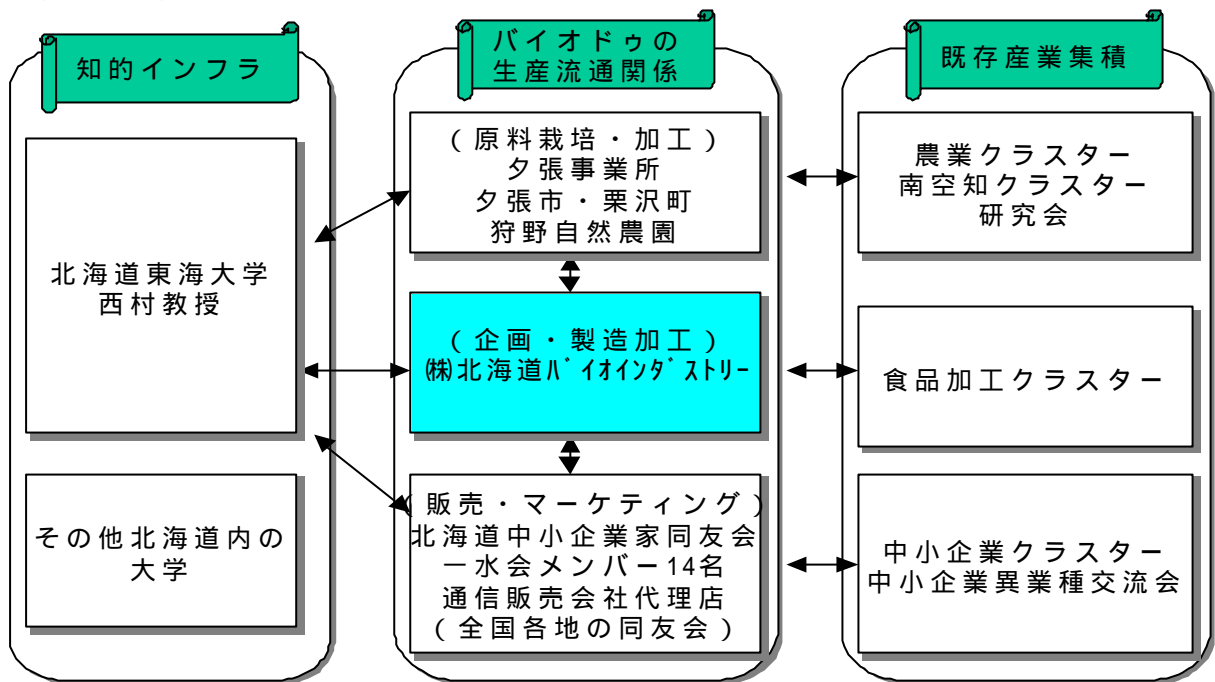 知的インフラ
北海道東海大学
西村教授
その他北海道内の
大学
バイオドゥの
生産流通関係
(原料栽培・加工)
夕張事業所
夕張市・栗沢町
狩野自然農園
(企画・製造加工)
㈱北海道ﾊﾞｲｵｲﾝﾀﾞｽﾄﾘｰ
(販売・マーケティング)
北海道中小企業家同友会
一水会メンバー14名
通信販売会社代理店
(全国各地の同友会)
既存産業集積
農業クラスター
南空知クラスター
研究会
食品加工クラスター
中小企業クラスター
中小企業異業種交流会